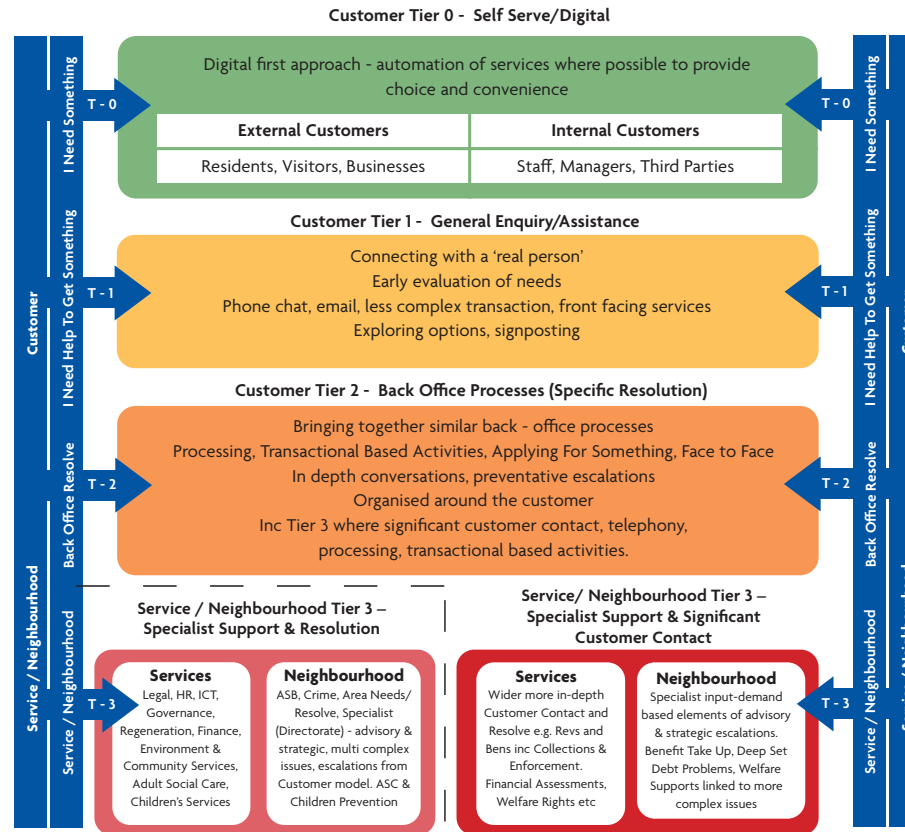 Customer Tier 0 - Self Serve/Digital
Digital first approach - automation of services where possible to provide
choice and convenience
External Customers
Internal Customers
Residents, Visitors, Businesses
Staff, Managers, Third Parties
Customer Tier 1 - General Enquiry/Assistance
Connecting with a ‘real person’
Early evaluation of needs
Phone chat, email, less complex transaction, front facing services
Exploring options, signposting
Customer Tier 2 - Back Office Processes (Specific Resolution)
Bringing together similar back - office processes
Processing, Transactional Based Activities, Applying For Something, Face to Face
In depth conversations, preventative escalations
Organised around the customer
Inc Tier 3 where significant customer contact, telephony,
processing, transactional based activities.
Service / Neighbourhood Tier 3 –
Specialist Support & Resolution
Services
Legal, HR, ICT,
Governance,
Regeneration, Finance,
Environment &
Community Services,
Adult Social Care,
Children’s Services
Neighbourhood
ASB, Crime, Area Needs/
Resolve, Specialist
(Directorate) - advisory &
strategic, multi complex
issues, escalations from
Customer model. ASC &
Children Prevention
Service/ Neighbourhood Tier 3 –
Specialist Support & Significant
Customer Contact
Services
Wider more in-depth
Customer Contact and
Resolve e.g. Revs and
Bens inc Collections &
Enforcement.
Financial Assessments,
Welfare Rights etc
Neighbourhood
Specialist input-demand
based elements of advisory
& strategic escalations.
Benefit Take Up, Deep Set
Debt Problems, Welfare
Supports linked to more
complex issues
Customer
Service / Neighbourhood
I Need Something
I Need Help To Get Something
Back Office Resolve
Service / Neighbourhood
T - 0
T - 1
T - 2
T - 3
T - 0
T - 1
T - 2
T - 3
I Need Something
I Need Help To Get Something
Back Office Resolve
Service / Neighbourhood